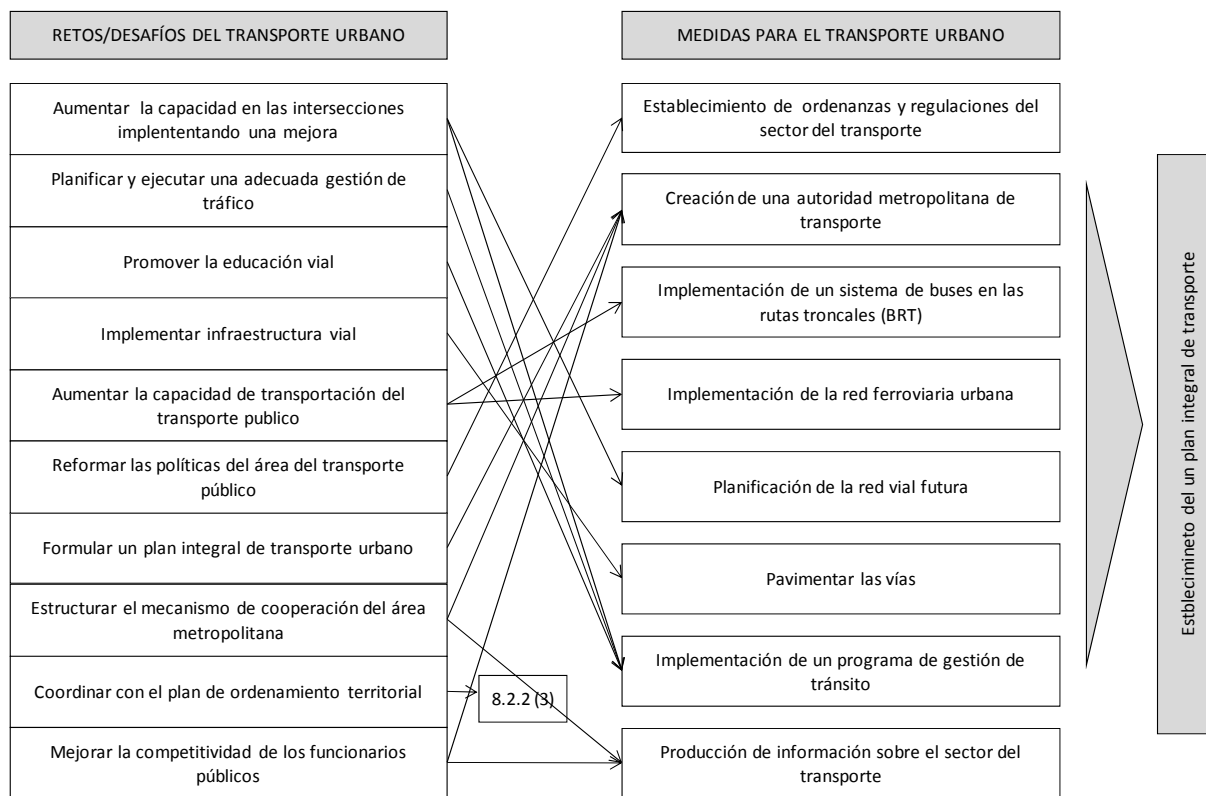 RETOS/DESAFÍOS DEL TRANSPORTE URBANO
Aumentar la capacidad en las intersecciones
implententando una mejora
Planificar y ejecutar una adecuada gestión de
tráfico
Promover la educación vial
Implementar infraestructura vial
Aumentar la capacidad de transportación del
transporte publico
Reformar las políticas del área del transporte
público
Formular un plan integral de transporte urbano
Estructurar el mecanismo de cooperación del área
metropolitana
Coordinar con el plan de ordenamiento territorial
8.2.2 (3)
Mejorar la competitividad de los funcionarios
públicos
MEDIDAS PARA EL TRANSPORTE URBANO
Establecimiento de ordenanzas y regulaciones del
sector del transporte
Creación de una autoridad metropolitana de
transporte
Implementación de un sistema de buses en las
rutas troncales (BRT)
Implementación de la red ferroviaria urbana
Planificación de la red vial futura
Pavimentar las vías
Implementación de un programa de gestión de
tránsito
Producción de información sobre el sector del
transporte
Estblecimineto del un plan integral de transporte